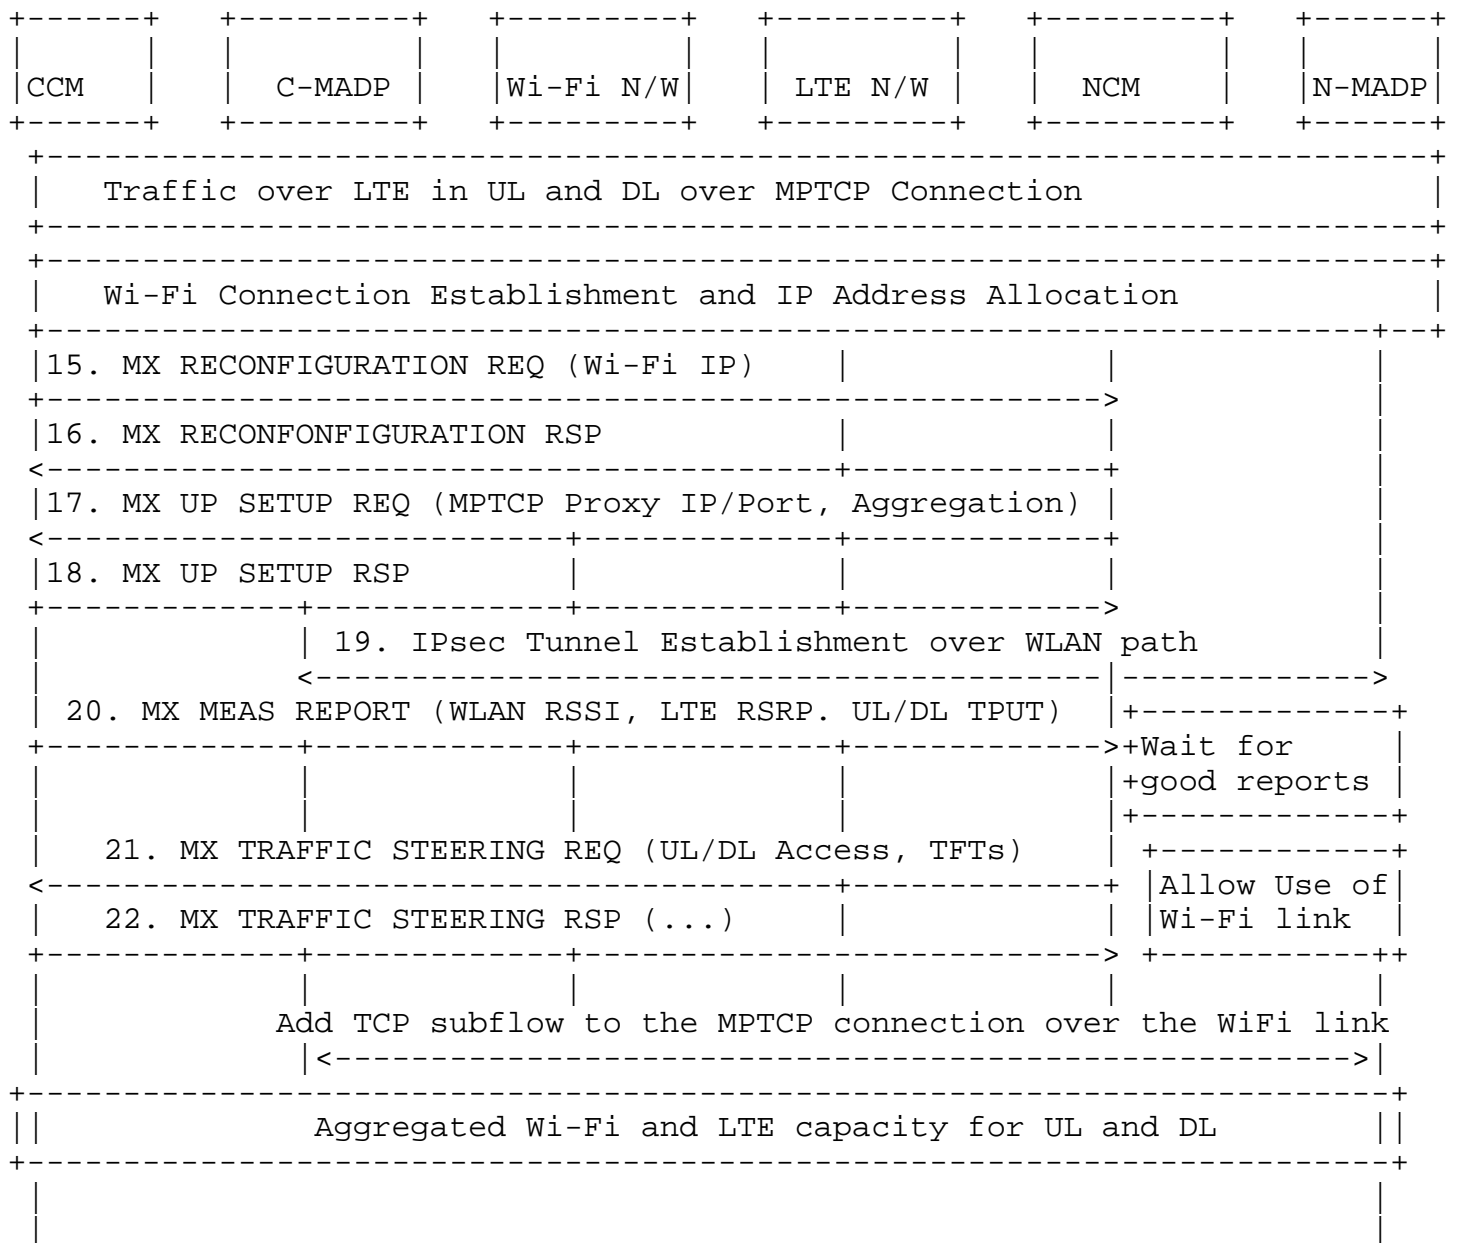 CCM C-MADP Wi-Fi N/W LTE N/W NCM N-MADP
Traffic over LTE in UL and DL over MPTCP Connection
Wi-Fi Connection Establishment and IP Address Allocation
15. MX RECONFIGURATION REQ (Wi-Fi IP)
16. MX RECONFONFIGURATION RSP
17. MX UP SETUP REQ (MPTCP Proxy IP/Port, Aggregation)
18. MX UP SETUP RSP
19. IPsec Tunnel Establishment over WLAN path
20. MX MEAS REPORT (WLAN RSSI, LTE RSRP. UL/DL TPUT)
Wait for
good reports
21. MX TRAFFIC STEERING REQ (UL/DL Access, TFTs)
Allow Use of
22. MX TRAFFIC STEERING RSP (...)
Wi-Fi link
Add TCP subflow to the MPTCP connection over the WiFi link
Aggregated Wi-Fi and LTE capacity for UL and DL